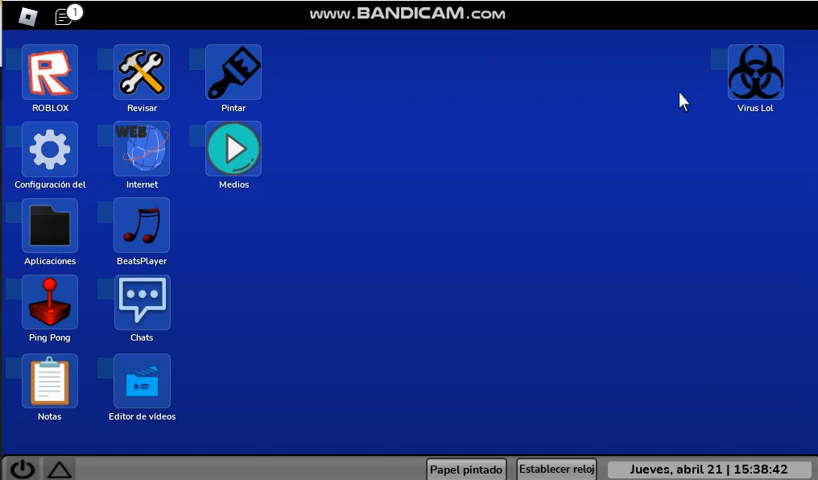 1
WWW.BANDICAM.COM
ROBLOX
Revisar
Pintar
Virus Lol
WEB
Configuración del
Internet
Medios
Aplicaciones
BeatsPlayer
Ping Pong
Chats
Notas
Editor de vídeos
Papel pintado
Establecer reloj
Jueves, abril 21 | 15:38:42